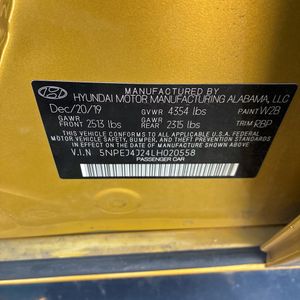 MANUFACTURED BY
HYUNDAI MOTOR MANUFACTURING ALABAMA, LLC
Dec/20/19 GVWR 4354 lbs PAINT W2B
GAWR FRONT 2513 lbs GAWR REAR 2315 lbs TRIM RBP
THIS VEHICLE CONFORMS TO ALL APPLICABLE U.S. FEDERAL
MOTOR VEHICLE SAFETY, BUMPER, AND THEFT PREVENTION STANDARDS
IN EFFECT ON THE DATE OF MANUFACTURE SHOWN ABOVE.
V.I.N 5NPEJ4J24LH020558
PASSENGER CAR